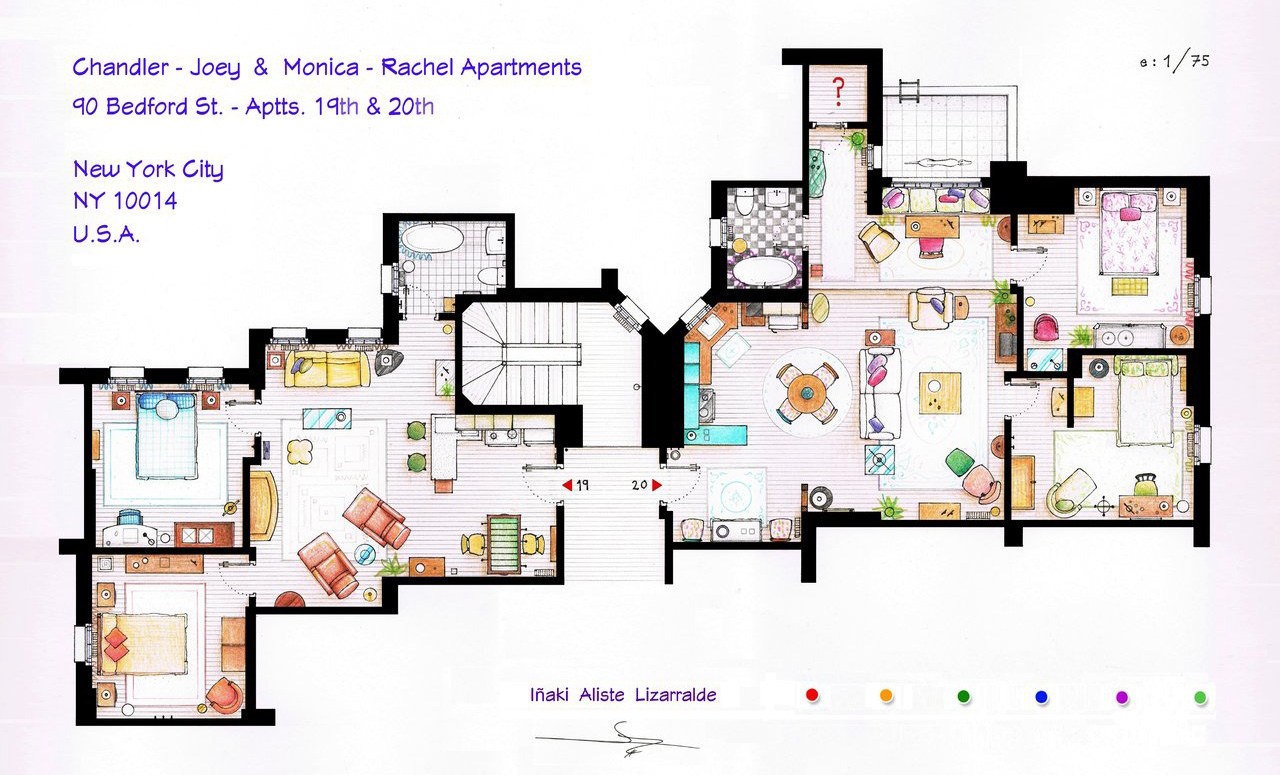 Chandler - Joey & Monica - Rachel Apartments
90 Bedford St. - Aptts. 19th & 20th
New York City
NY 10014
U.S.A.
e: 1/75
?
19 20
Iñaki Aliste Lizarralde